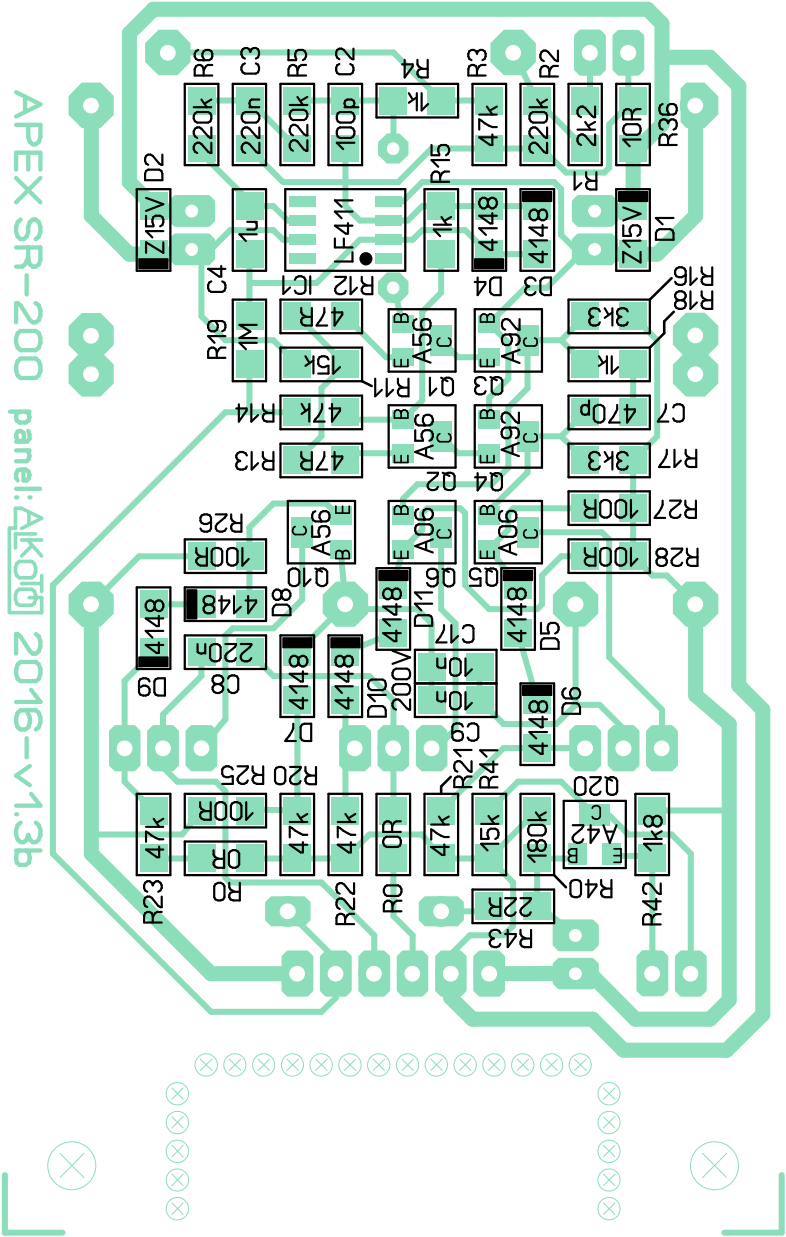 R6 C3 R5 C2 R4 R3 R2
220k 220n 220k 100p 1k 47k 220k 2k2 10R R36
R15 R1
D2 Z15V 1u LF411 1k 4148 4148 Z15V D1
C4 IC1 R12 D4 D3
R16
R18
R19 1M 47R A56 B E C A92 B E C 3k3
15k R11 Q1 Q3 1k
R14 47k A56 B E C A92 B E C 470p C7
R13 47R Q2 Q4 3k3 R17
R26 A56 C E B A06 B E C A06 B E C 100R R27
100R Q10 Q6 Q5 100R R28
4148 4148 D8 4148 D11 4148 D5
D9 220n C8 4148 4148 D10 C17 10n
200V 10n 4148 D6
D7 C9
R25 R20 R21 R41 Q20
47k 100R 47k 47k 0R 47k 15k 180k C A42 B E 1k8
0R
R23 R0 R22 R0 22R R43 R40 R42
APEX SR-200 panel: ALKOTO 2016-v1.3b